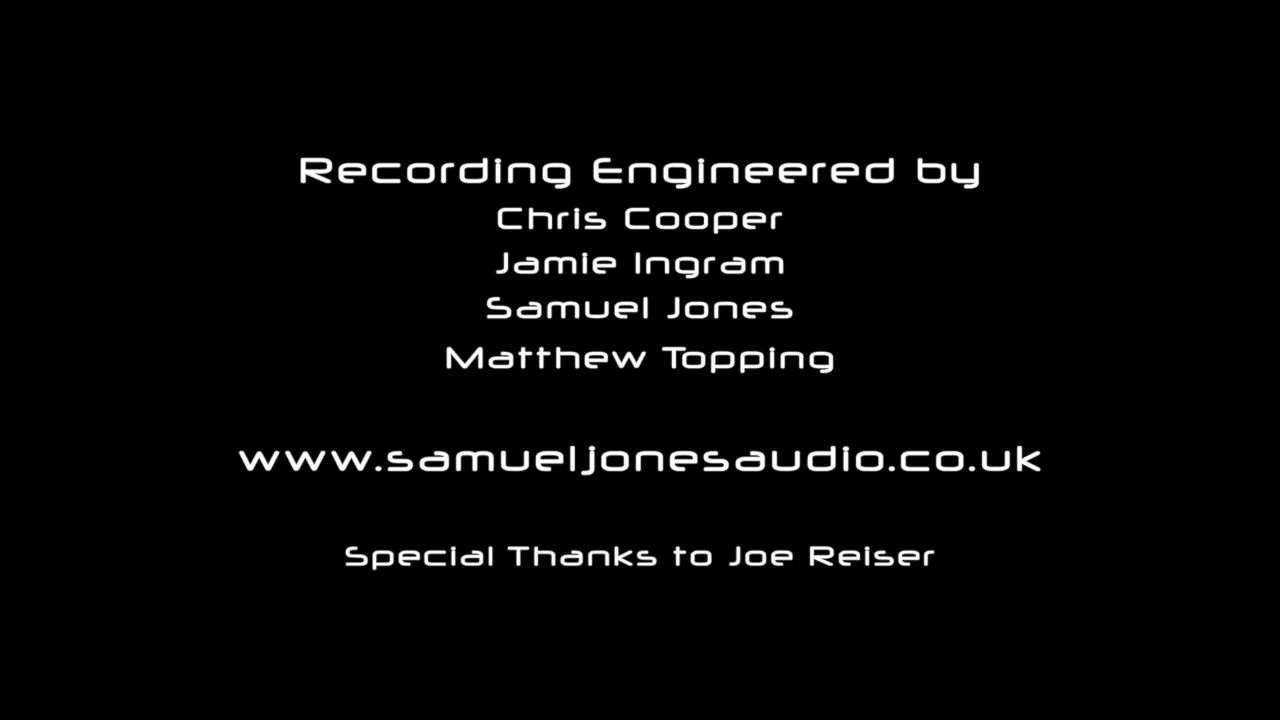 Recording Engineered by
Chris Cooper
Jamie Ingram
Samuel Jones
Matthew Topping
www.samueljonesaudio.co.uk
Special Thanks to Joe Reiser